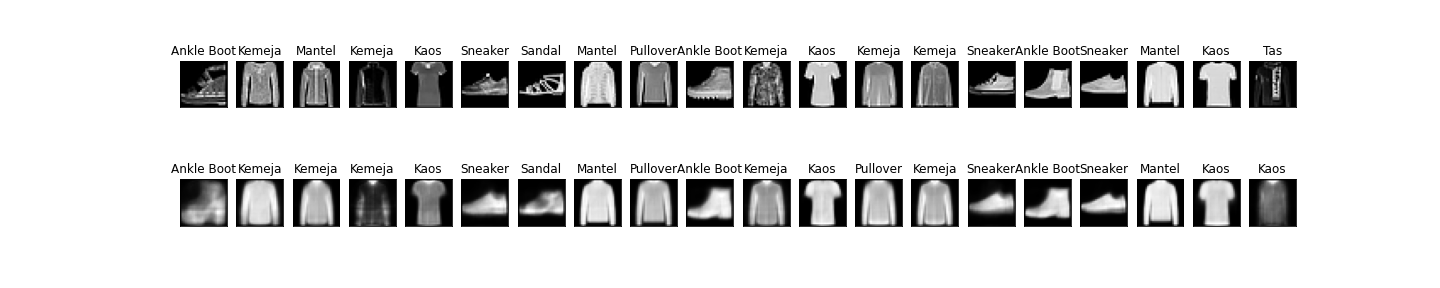 Ankle Boot Kemeja Mantel Kemeja Kaos Sneaker Sandal Mantel Pullover Ankle Boot Kemeja Kaos Kemeja Kemeja Sneaker Ankle Boot Sneaker Mantel Kaos Tas
Ankle Boot Kemeja Kemeja Kemeja Kaos Sneaker Sandal Mantel Pullover Ankle Boot Kemeja Kaos Pullover Kemeja Sneaker Ankle Boot Sneaker Mantel Kaos Kaos